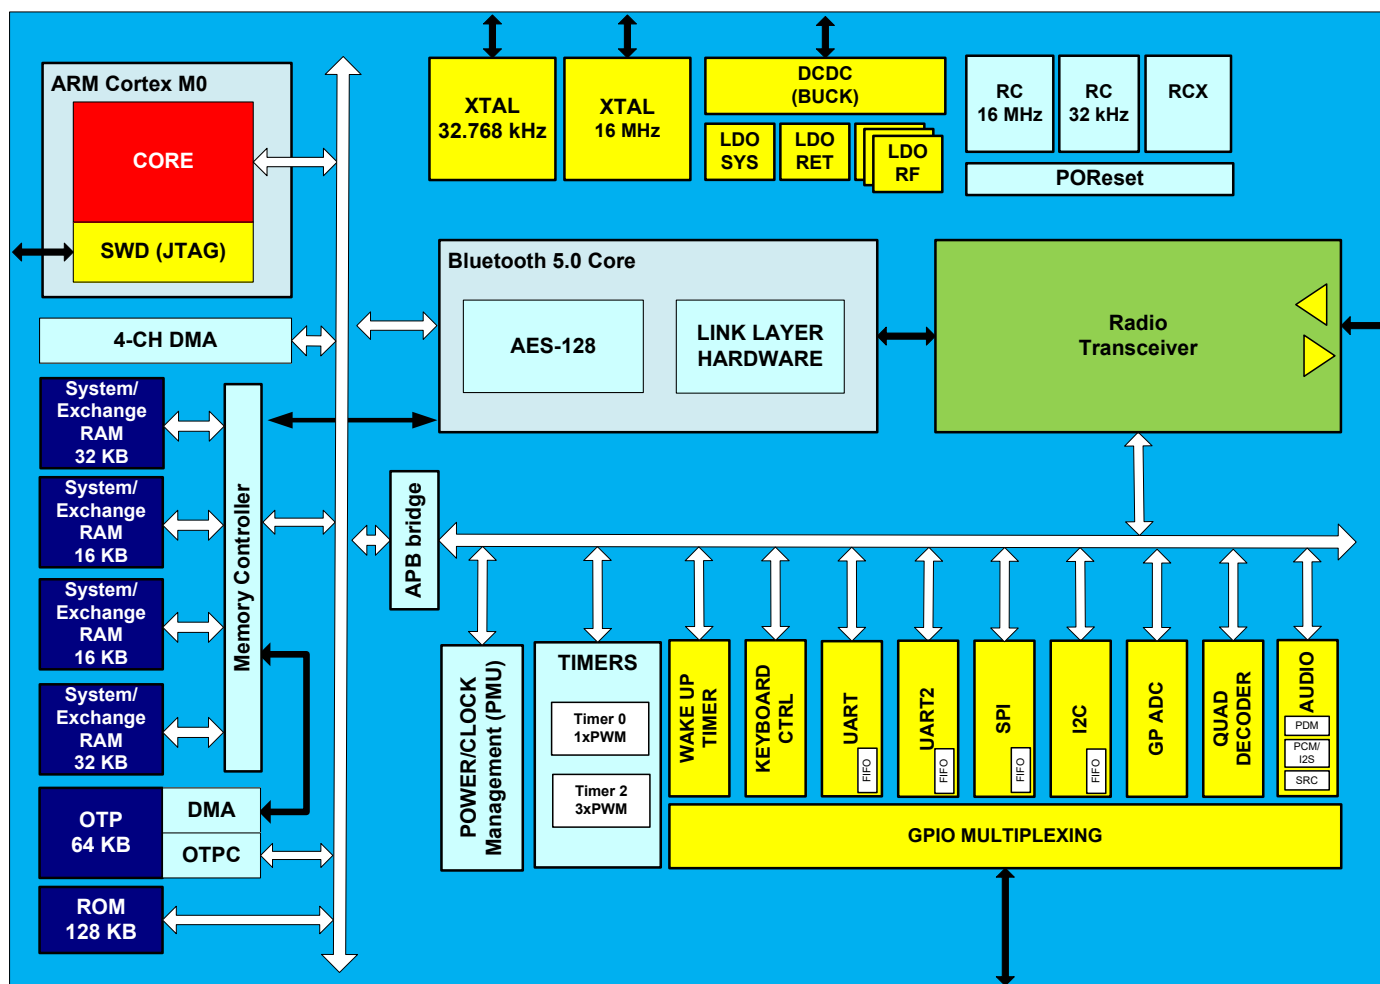 ARM Cortex M0
CORE
SWD (JTAG)
XTAL
32.768 kHz
XTAL
16 MHz
DCDC
(BUCK)
LDO
SYS
LDO
RET
LDO
RF
RC
16 MHz
RC
32 kHz
RCX
POReset
4-CH DMA
Bluetooth 5.0 Core
AES-128
LINK LAYER
HARDWARE
Radio
Transceiver
System/
Exchange
RAM
32 KB
System/
Exchange
RAM
16 KB
System/
Exchange
RAM
16 KB
System/
Exchange
RAM
32 KB
Memory Controller
APB bridge
OTP
64 KB
DMA
OTPC
ROM
128 KB
POWER/CLOCK
Management (PMU)
TIMERS
Timer 0
1xPWM
Timer 2
3xPWM
WAKE UP
TIMER
KEYBOARD
CTRL
UART
FIFO
UART2
FIFO
SPI
FIFO
I2C
FIFO
GP ADC
QUAD
DECODER
AUDIO
PDM
PCM/
I2S
SRC
GPIO MULTIPLEXING